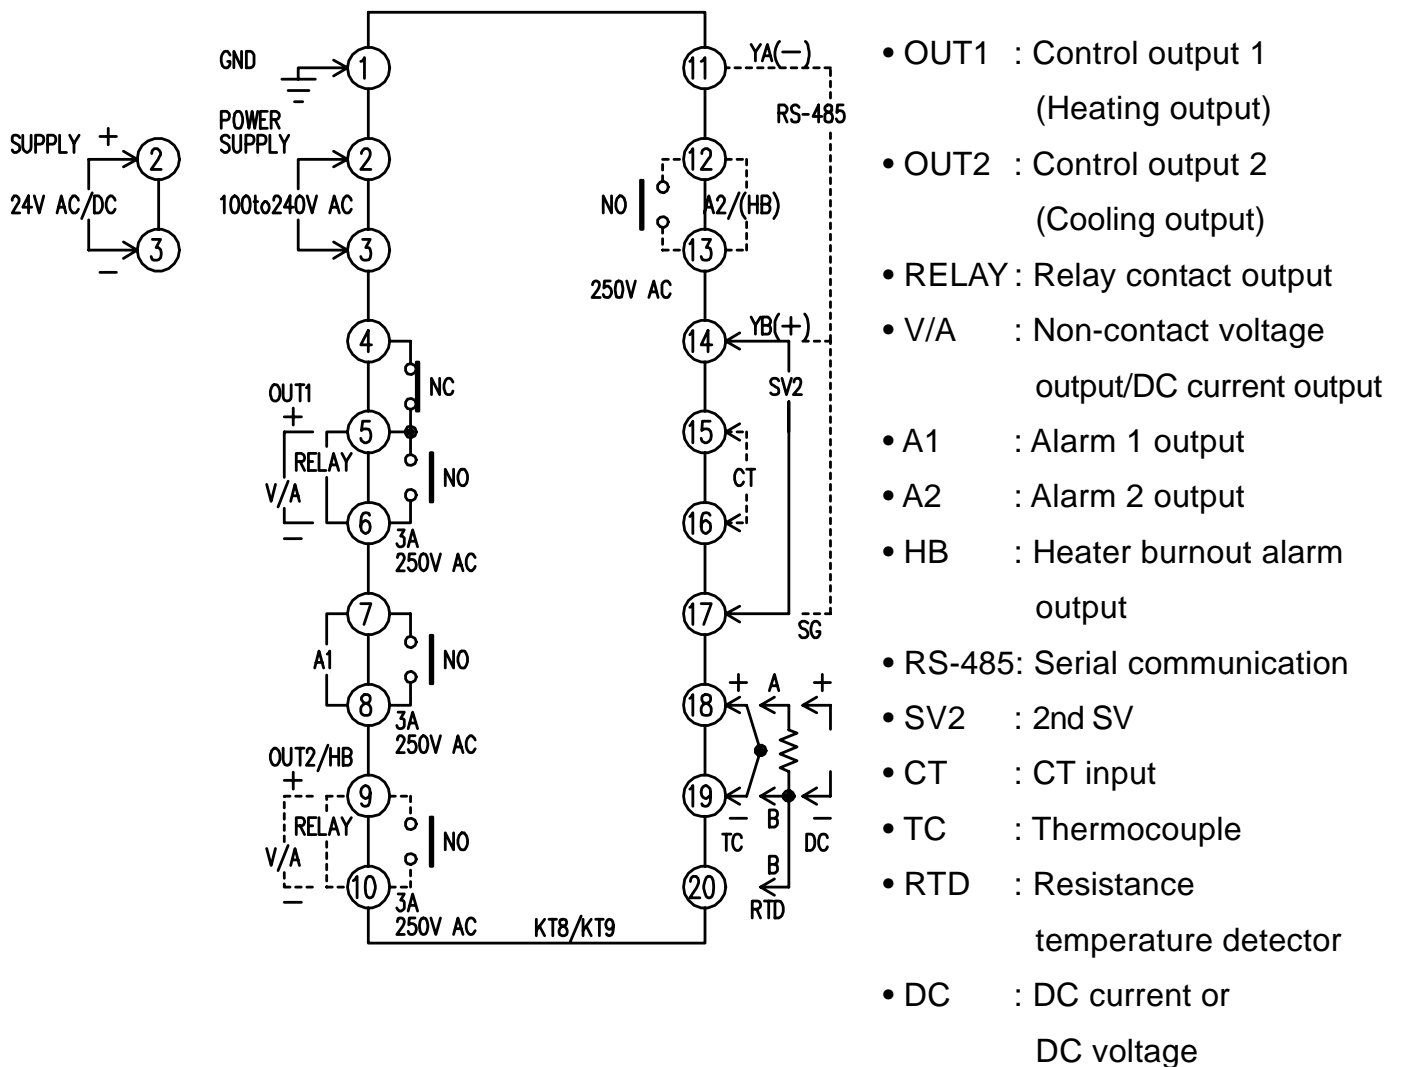 GND
1
POWER
SUPPLY
2
100to240V AC
3
SUPPLY +
2
24V AC/DC
3
−
4
NC
OUT1
+
5
RELAY
V/A
NO
6
−
3A
250V AC
7
A1
NO
8
3A
250V AC
OUT2/HB
+
9
RELAY
V/A
NO
10
−
3A
250V AC
KT8/KT9
11
YA(−)
RS-485
12
NO
A2/(HB)
13
250V AC
14
YB(+)
SV2
15
CT
16
17
SG
18
+ A +
19
− B −
TC DC
20
B
RTD
• OUT1 : Control output 1
(Heating output)
• OUT2 : Control output 2
(Cooling output)
• RELAY : Relay contact output
• V/A : Non-contact voltage
output/DC current output
• A1 : Alarm 1 output
• A2 : Alarm 2 output
• HB : Heater burnout alarm
output
• RS-485: Serial communication
• SV2 : 2nd SV
• CT : CT input
• TC : Thermocouple
• RTD : Resistance
temperature detector
• DC : DC current or
DC voltage